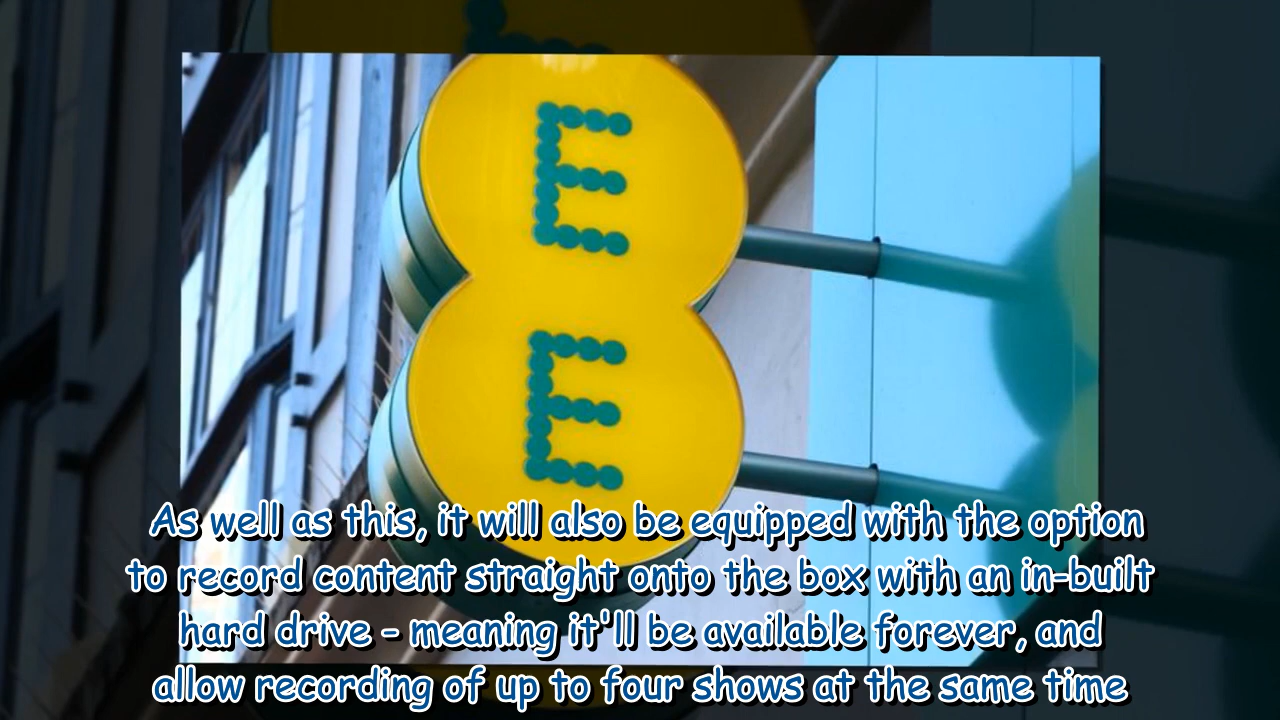 E
E
As well as this, it will also be equipped with the option
to record content straight onto the box with an in-built
hard drive - meaning it'll be available forever, and
allow recording of up to four shows at the same time